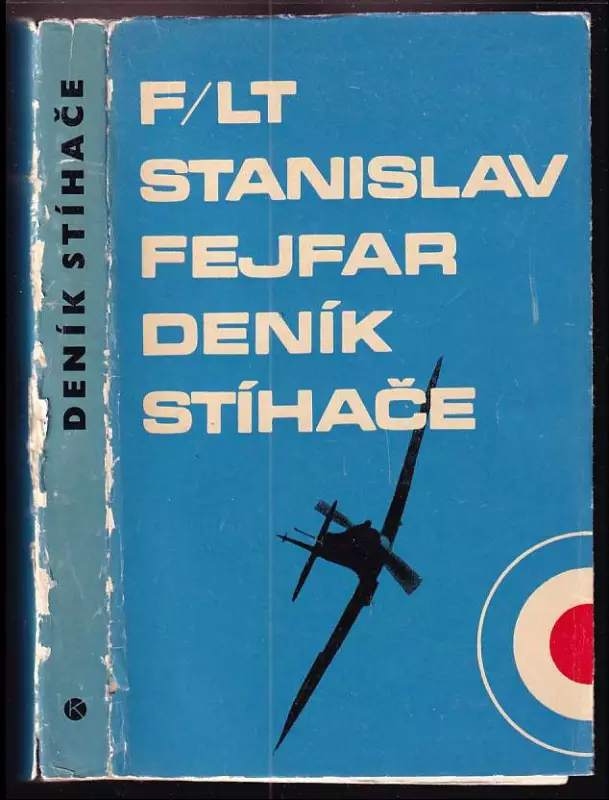 F/LT
STANISLAV
FEJFAR
DENÍK
STÍHAČE
DENÍK STÍHAČE
K